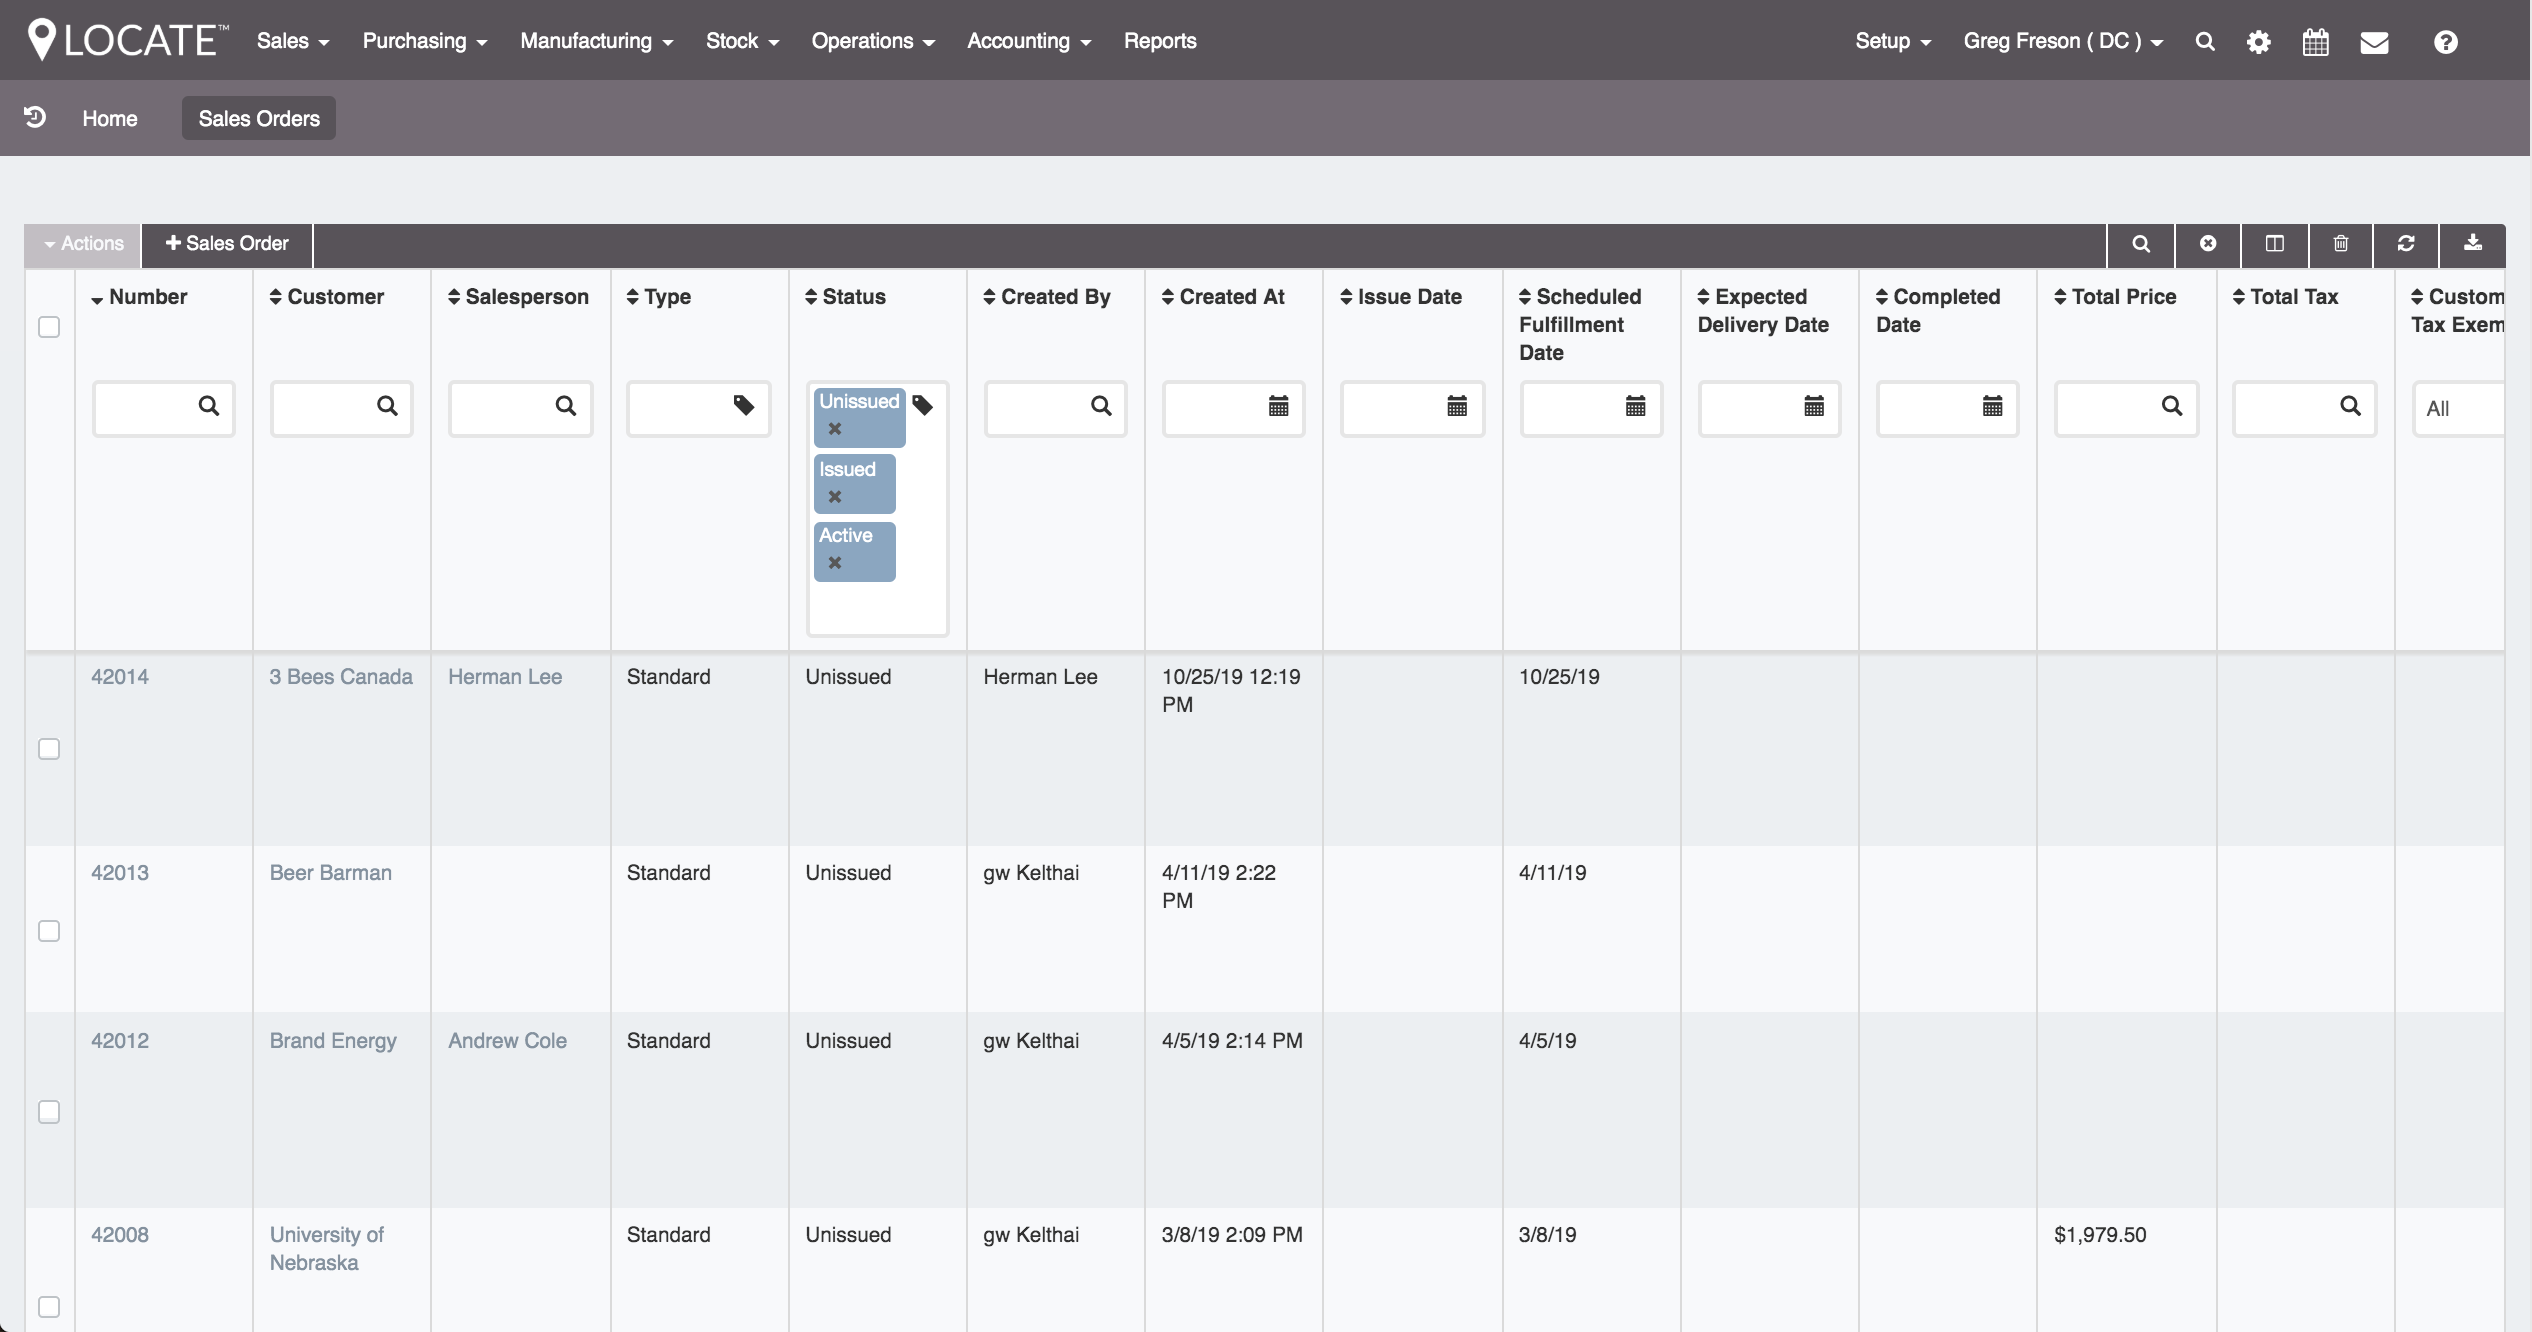 LOCATE™ Sales Purchasing Manufacturing Stock Operations Accounting Reports Setup Greg Freson ( DC )
Home Sales Orders
Actions + Sales Order
Number Customer Salesperson Type Status Created By Created At Issue Date Scheduled Expected Completed Total Price Total Tax Custom
Fulfillment Delivery Date Date Tax Exem
Date
Unissued All
Issued
Active
42014 3 Bees Canada Herman Lee Standard Unissued Herman Lee 10/25/19 12:19 10/25/19
PM
42013 Beer Barman Standard Unissued gw Kelthai 4/11/19 2:22 4/11/19
PM
42012 Brand Energy Andrew Cole Standard Unissued gw Kelthai 4/5/19 2:14 PM 4/5/19
42008 University of Standard Unissued gw Kelthai 3/8/19 2:09 PM 3/8/19 $1,979.50
Nebraska